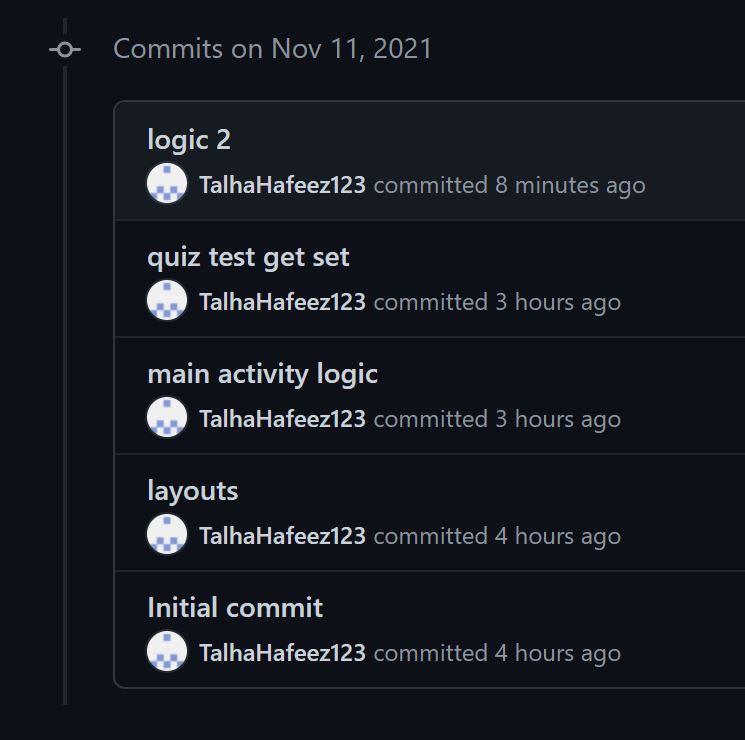 Commits on Nov 11, 2021
logic 2
TalhaHafeez123 committed 8 minutes ago
quiz test get set
TalhaHafeez123 committed 3 hours ago
main activity logic
TalhaHafeez123 committed 3 hours ago
layouts
TalhaHafeez123 committed 4 hours ago
Initial commit
TalhaHafeez123 committed 4 hours ago